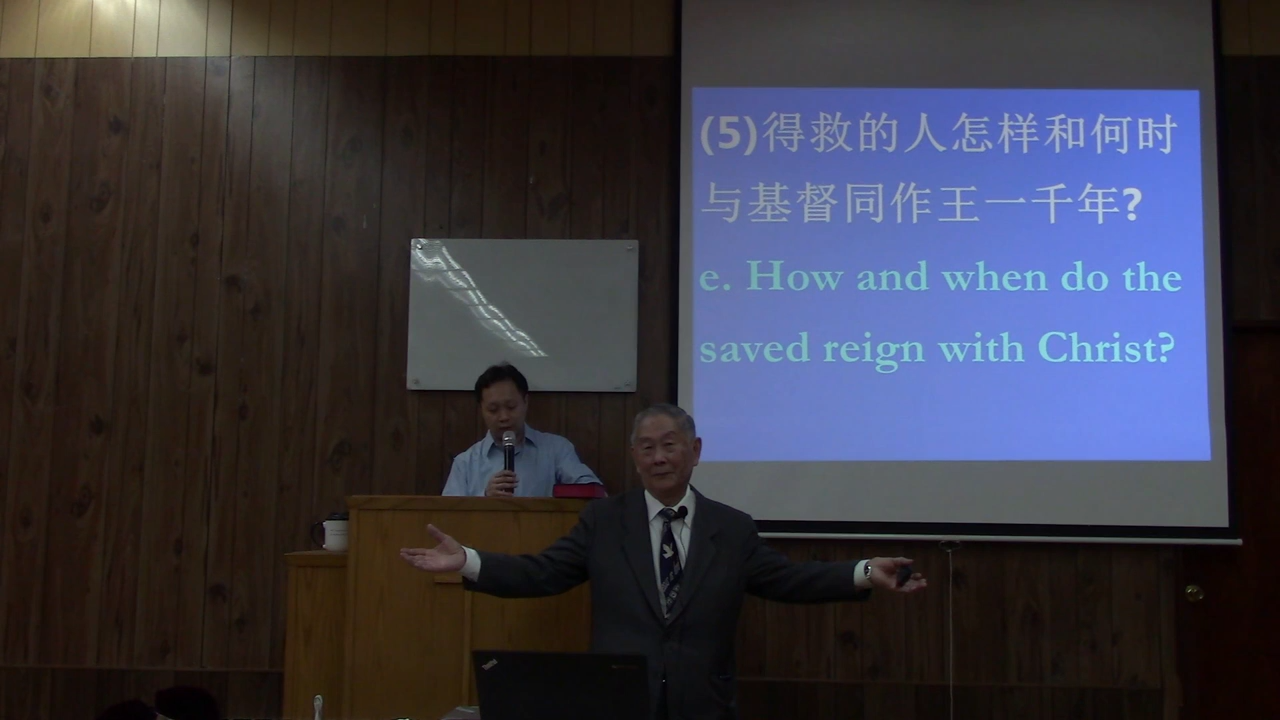 (5)得救的人怎样和何时
与基督同作王一千年?
e. How and when do the
saved reign with Christ?
ThinkPad